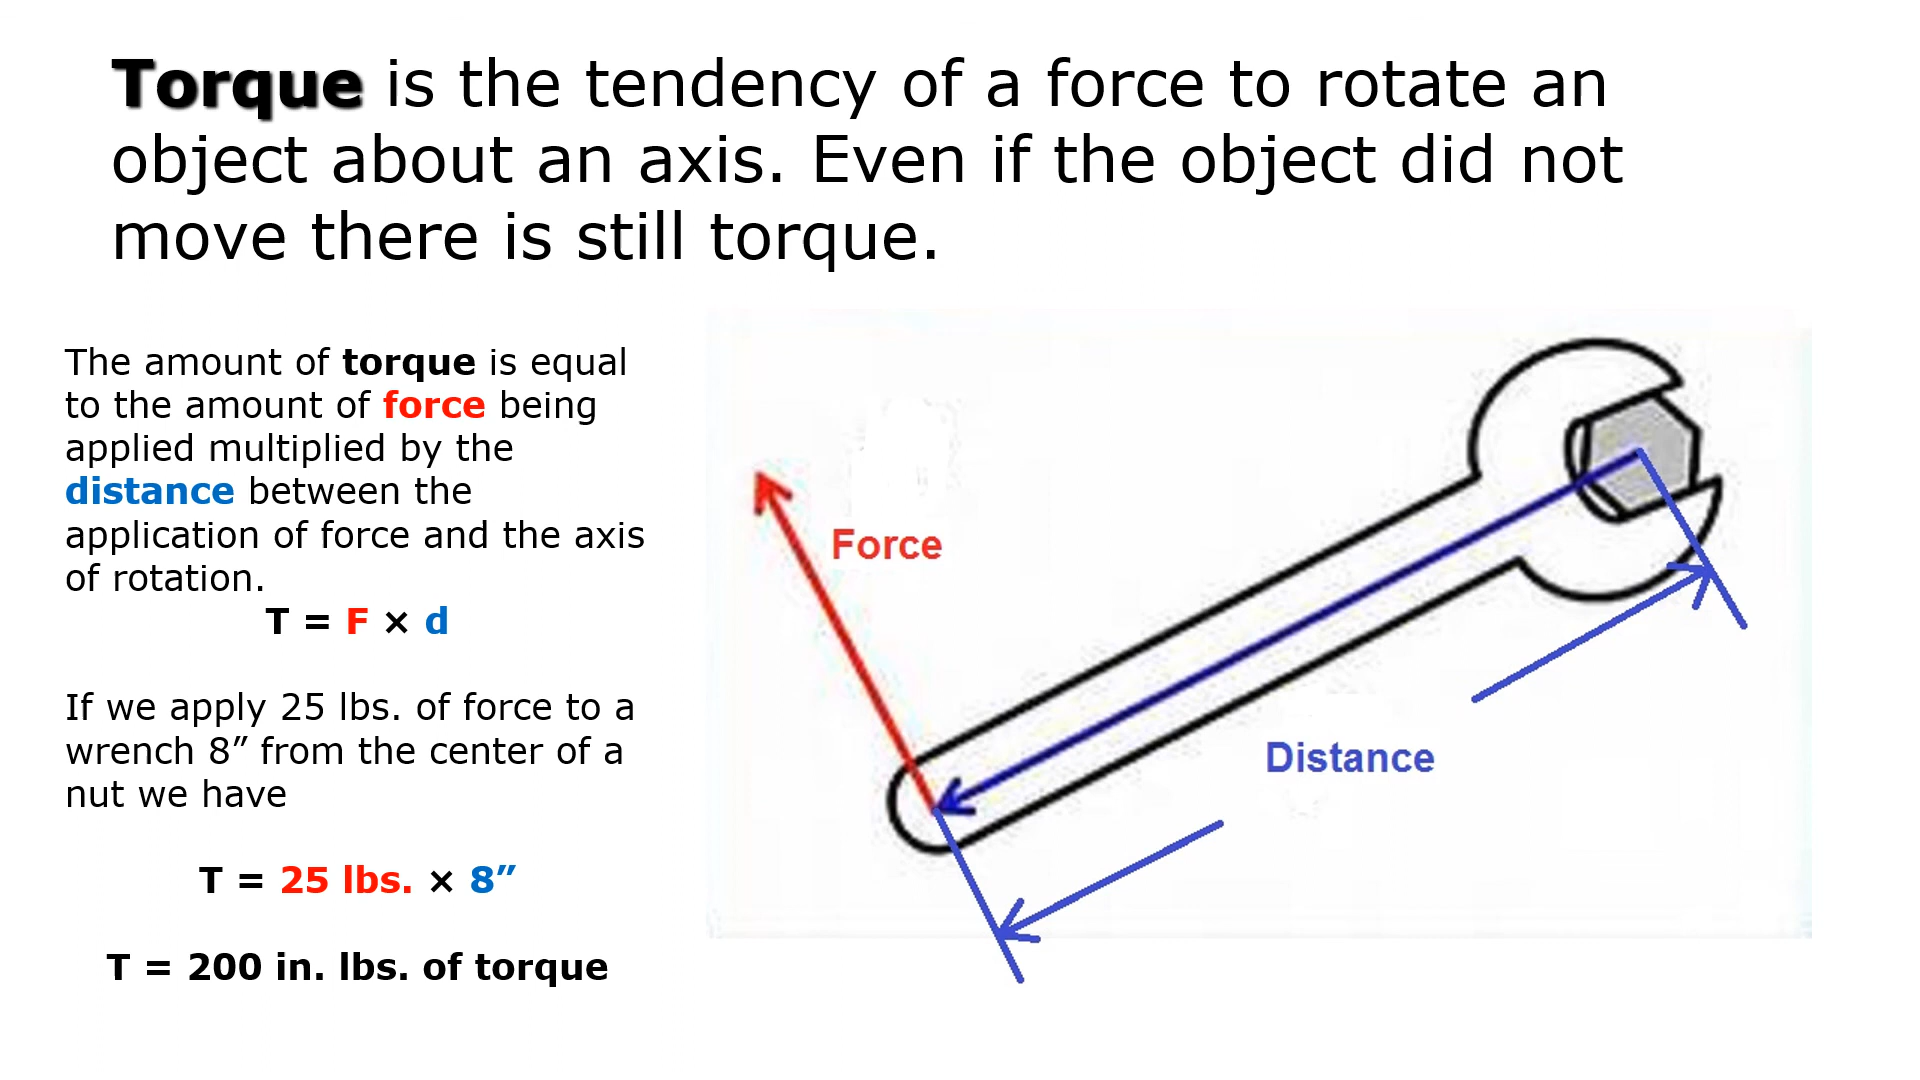 Torque is the tendency of a force to rotate an
object about an axis. Even if the object did not
move there is still torque.
The amount of torque is equal
to the amount of force being
applied multiplied by the
distance between the
application of force and the axis
of rotation.
T = F × d
If we apply 25 lbs. of force to a
wrench 8” from the center of a
nut we have
T = 25 lbs. × 8”
T = 200 in. lbs. of torque
Force
Distance